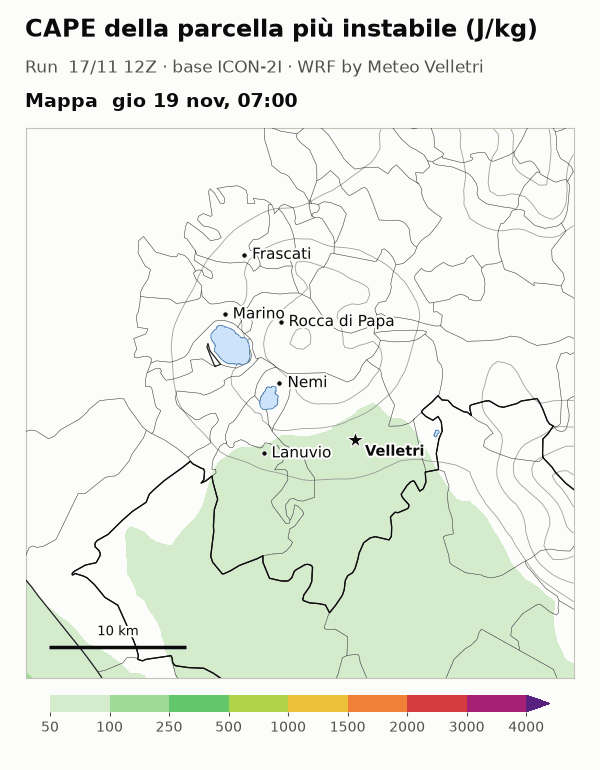 CAPE della parcella più instabile (J/kg)
Run  17/11 12Z · base ICON-2I · WRF by Meteo Velletri
Mappa  gio 19 nov, 07:00
Frascati
Marino
Rocca di Papa
Nemi
Velletri
Lanuvio
10 km
50 100 250 500 1000 1500 2000 3000 4000